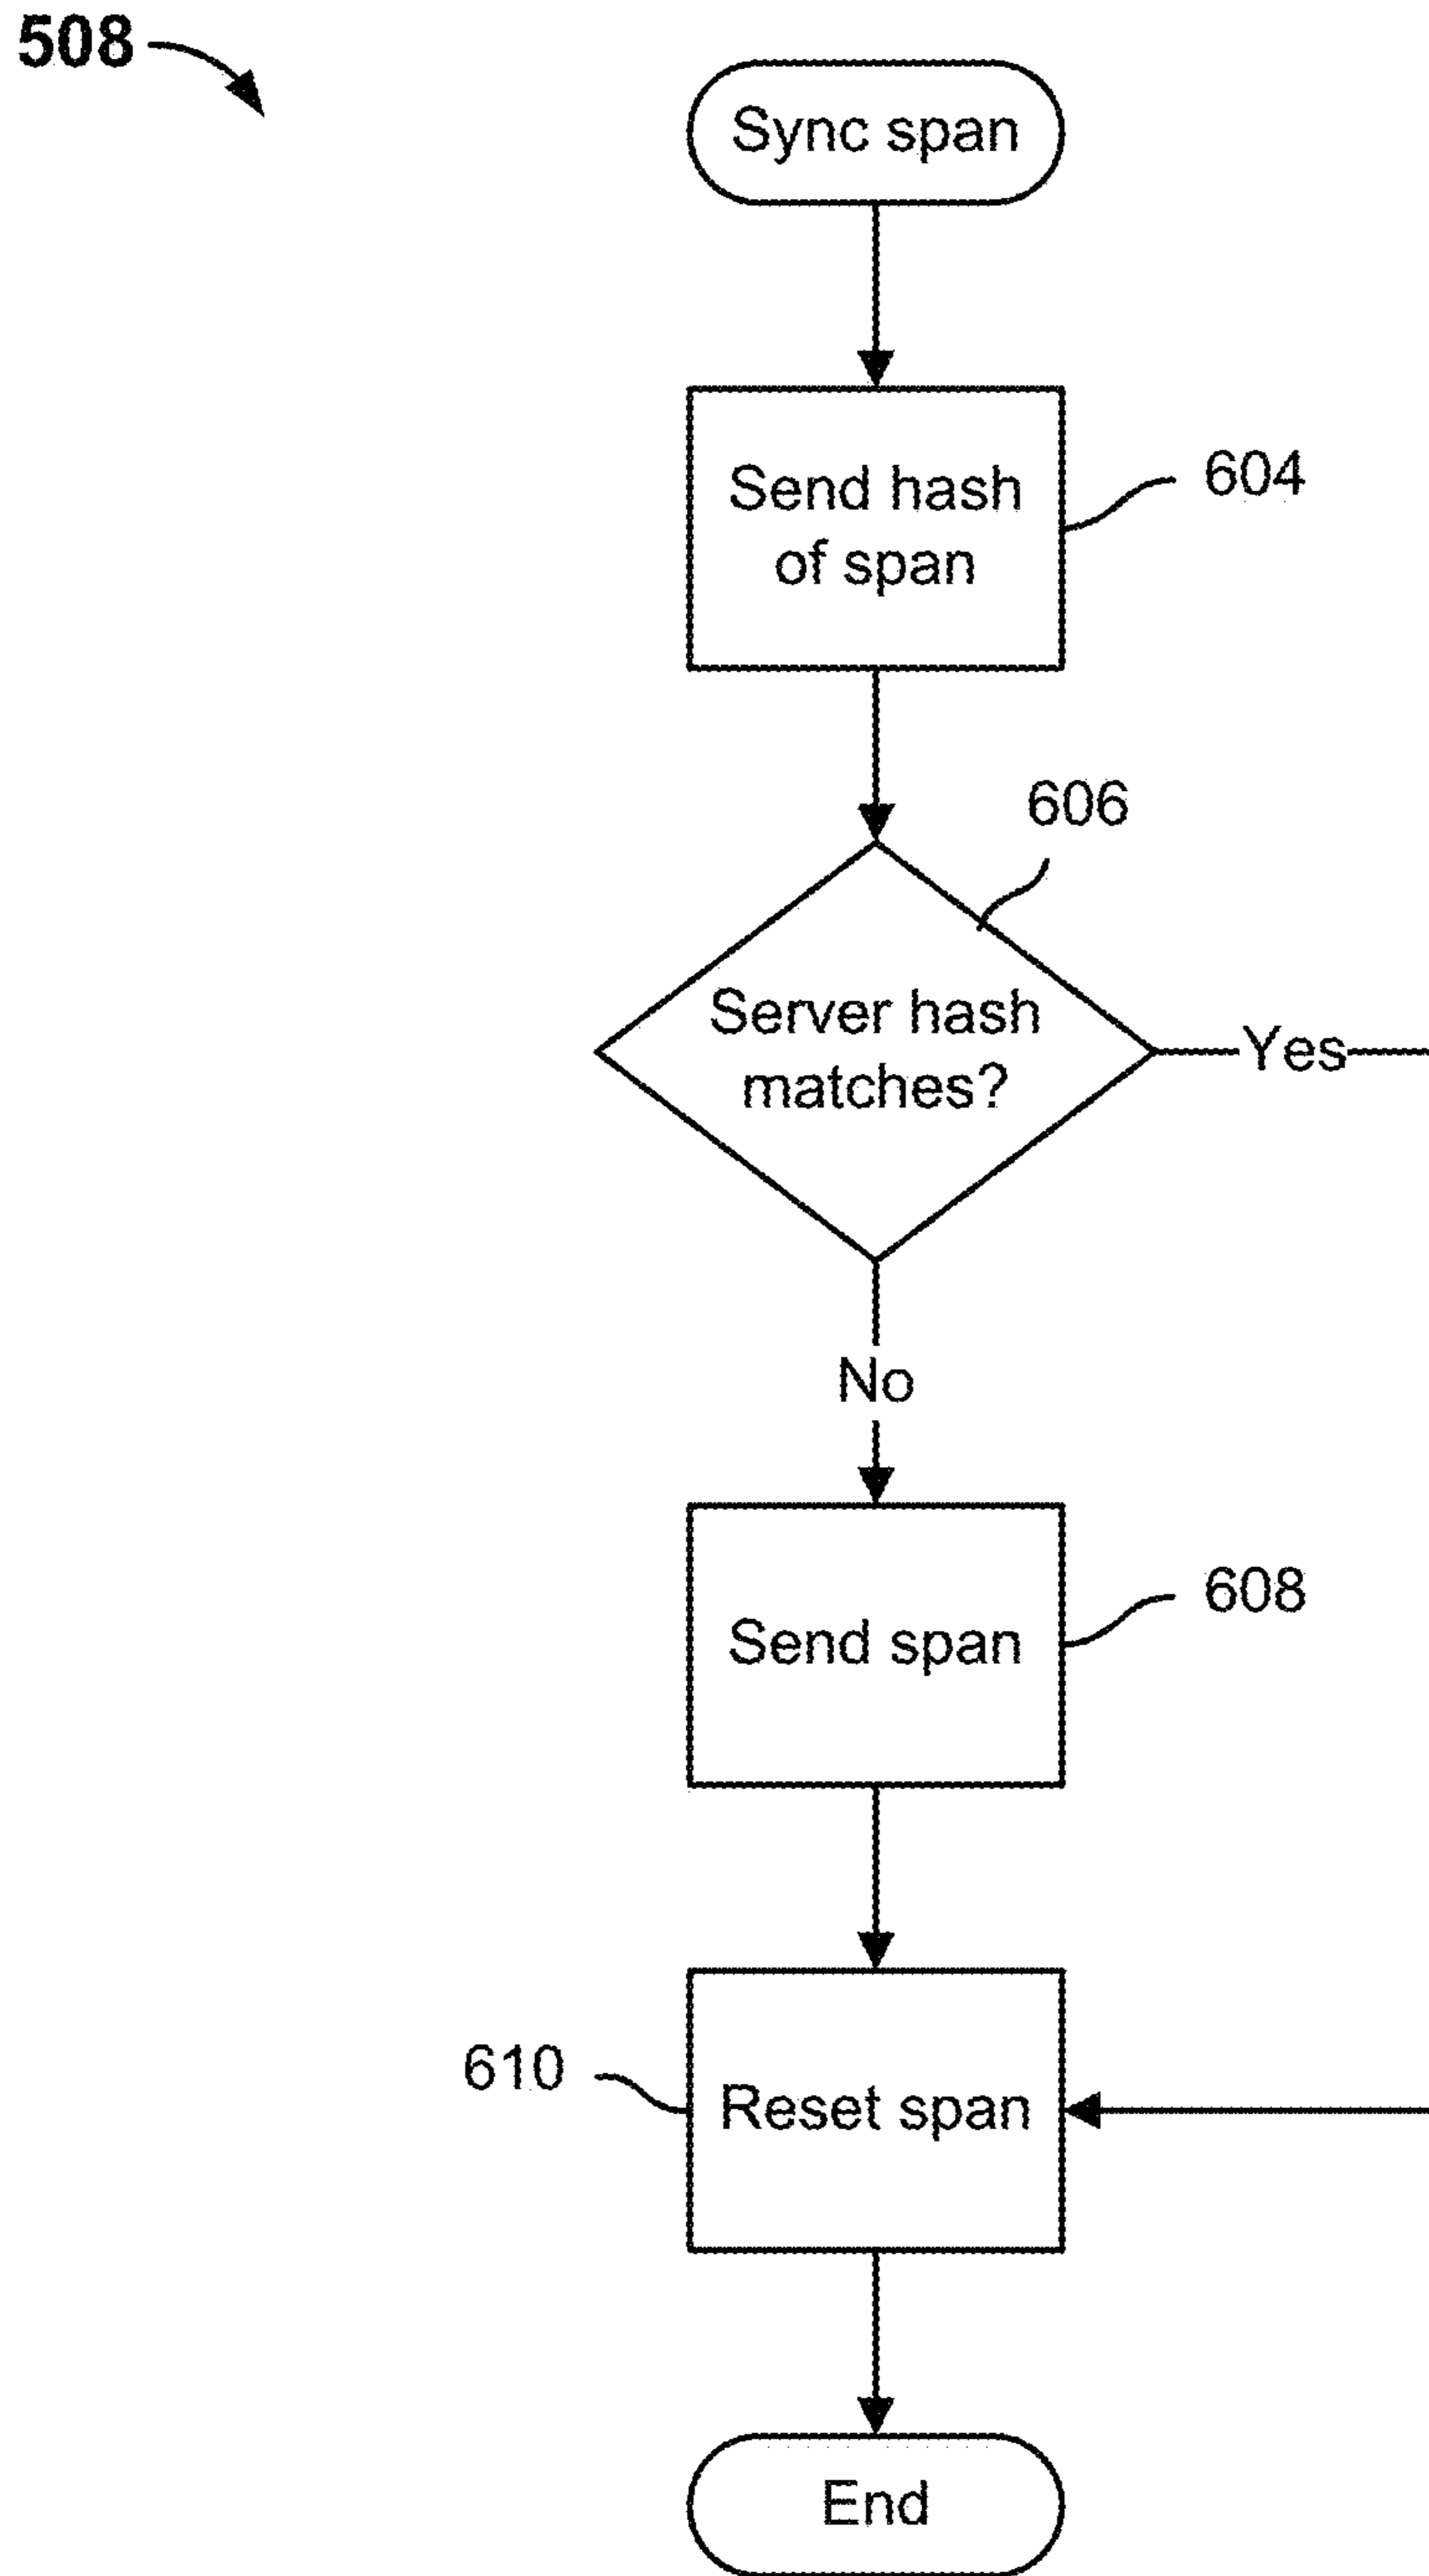 508
Sync span
Send hash
of span
604
606
Server hash
matches?
Yes
No
Send span
608
610
Reset span
End